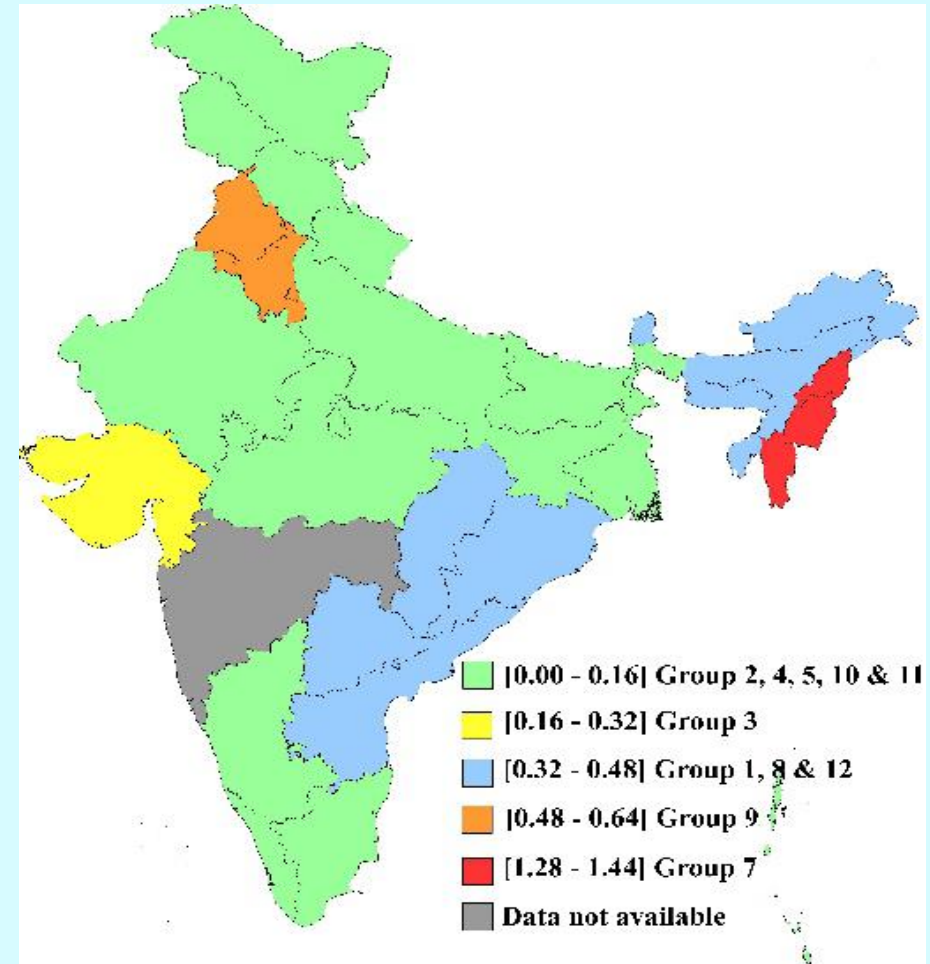 [0.00 - 0.16] Group 2, 4, 5, 10 & 11
[0.16 - 0.32] Group 3
[0.32 - 0.48] Group 1, 8 & 12
[0.48 - 0.64] Group 9
[1.28 - 1.44] Group 7
Data not available